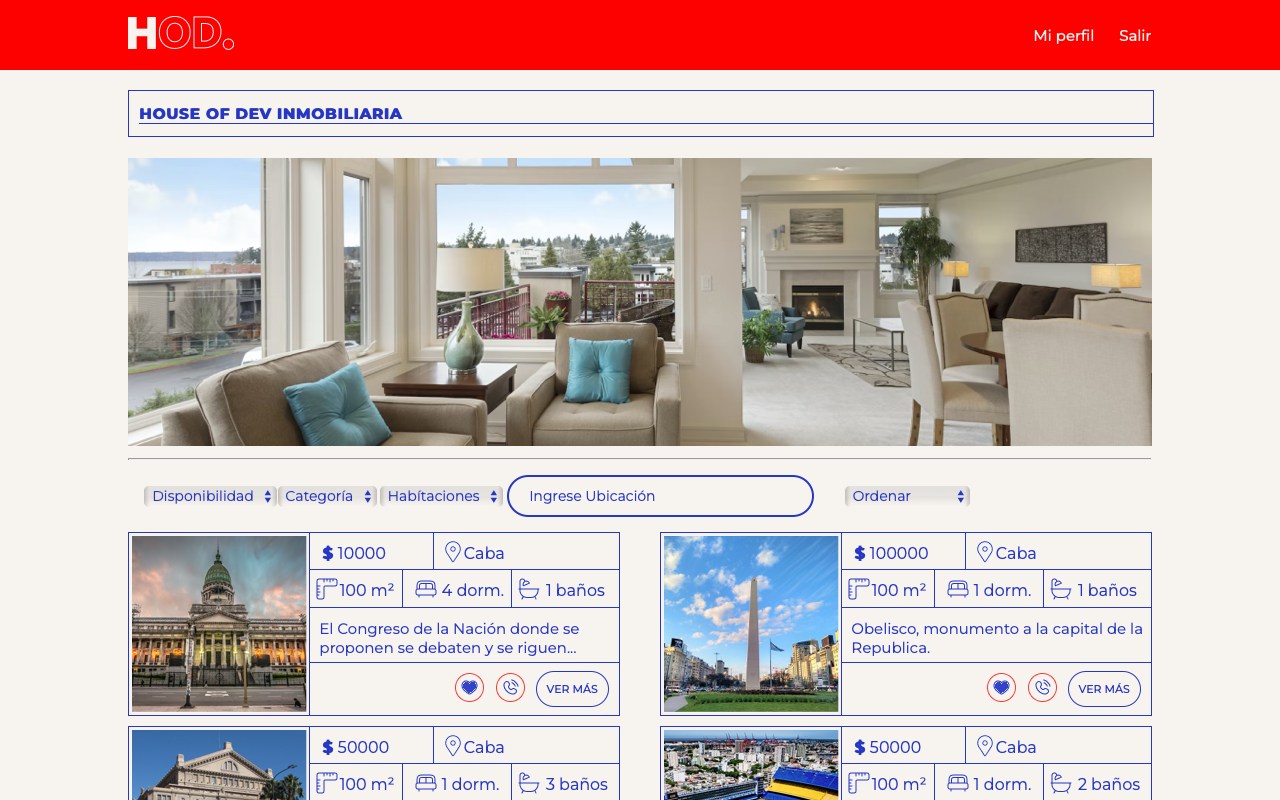 HOD.
Mi perfil
Salir
HOUSE OF DEV INMOBILIARIA
Disponibilidad
Categoría
Habítaciones
Ingrese Ubicación
Ordenar
$ 10000
Caba
100 m²
4 dorm.
1 baños
El Congreso de la Nación donde se
proponen se debaten y se riguen...
VER MÁS
$ 100000
Caba
100 m²
1 dorm.
1 baños
Obelisco, monumento a la capital de la
Republica.
VER MÁS
$ 50000
Caba
100 m²
1 dorm.
3 baños
$ 50000
Caba
100 m²
1 dorm.
2 baños